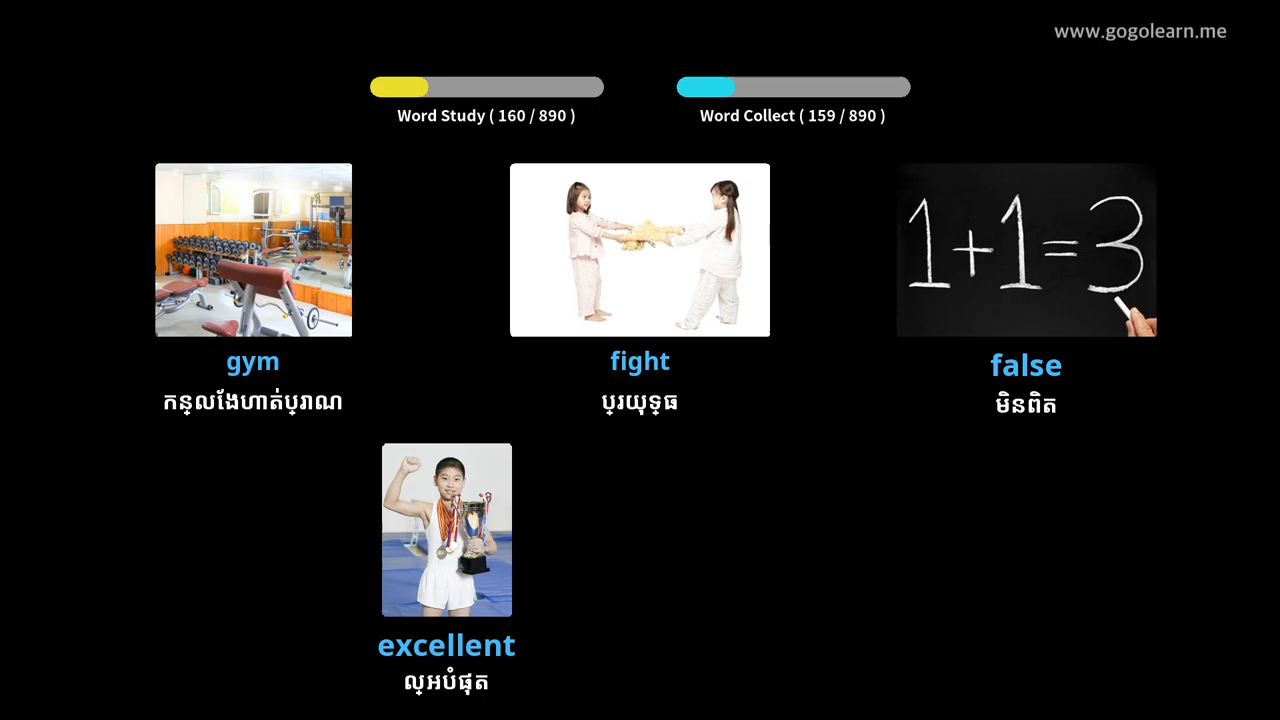 www.gogolearn.me
Word Study ( 160 / 890 )
Word Collect ( 159 / 890 )
1+1=3
gym
fight
false
កន្លែងហាត់ប្រាណ
ប្រយុទ្ធ
មិនពិត
excellent
ល្អបំផុត